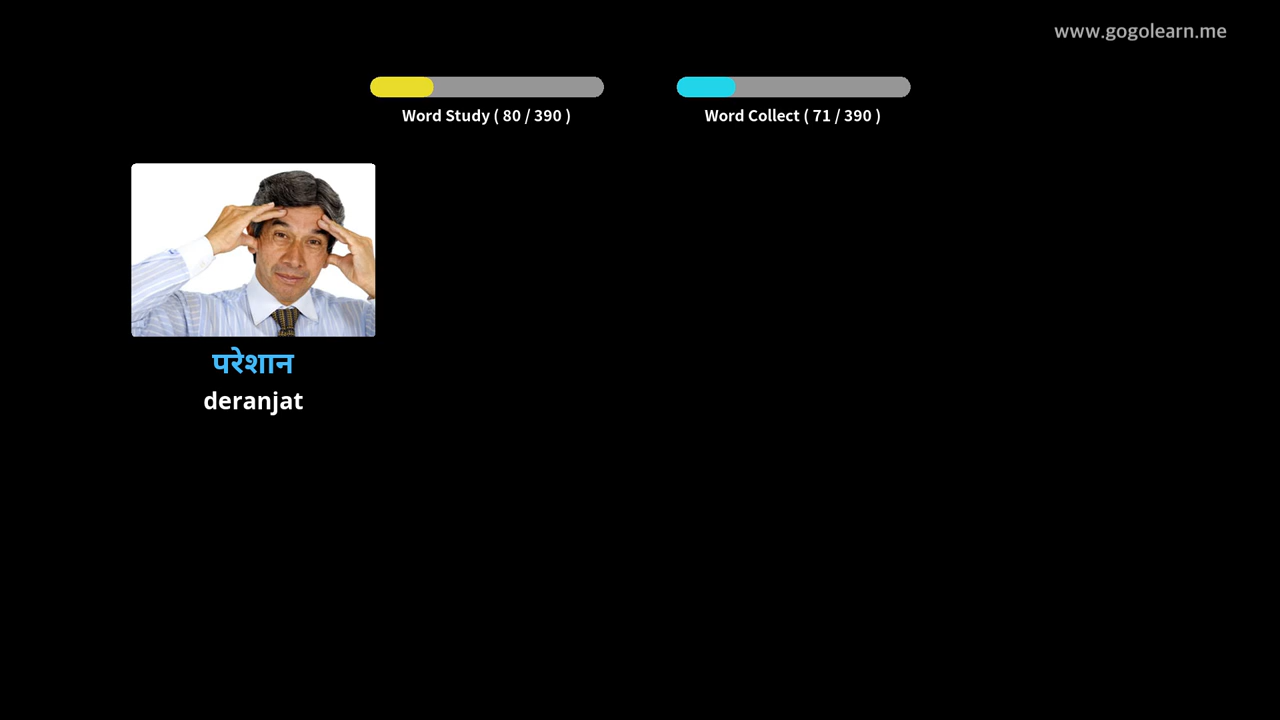 www.gogolearn.me
Word Study ( 80 / 390 )
Word Collect ( 71 / 390 )
परेशान
deranjat